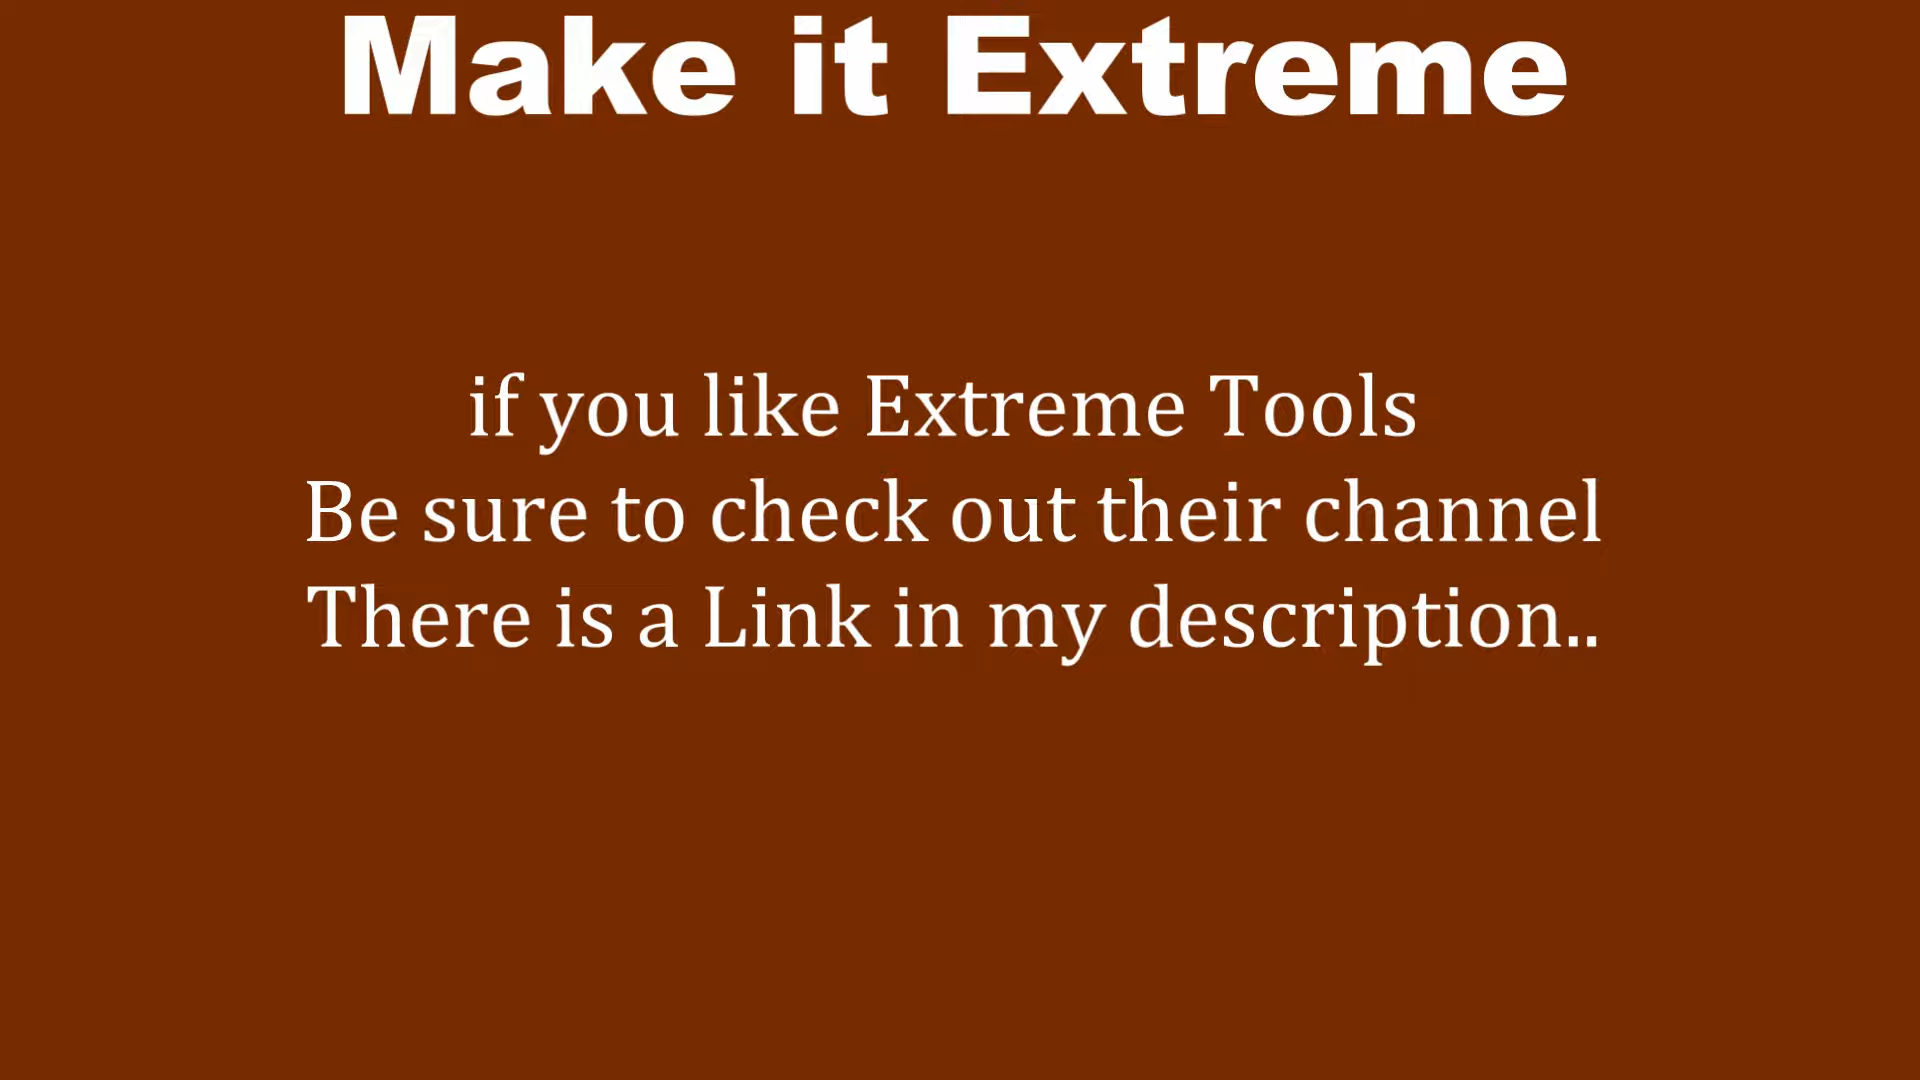 Make it Extreme
if you like Extreme Tools
Be sure to check out their channel
There is a Link in my description..